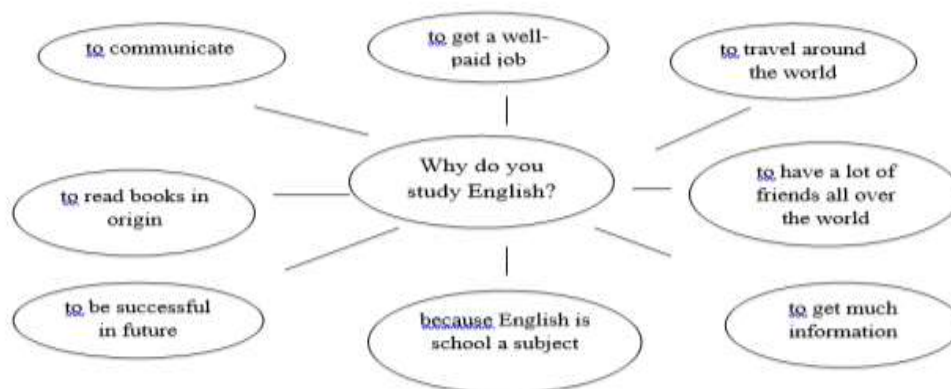 to communicate
to get a well-
paid job
to travel around
the world
Why do you
study English?
to read books in
origin
to have a lot of
friends all over
the world
to be successful
in future
because English is
school a subject
to get much
information